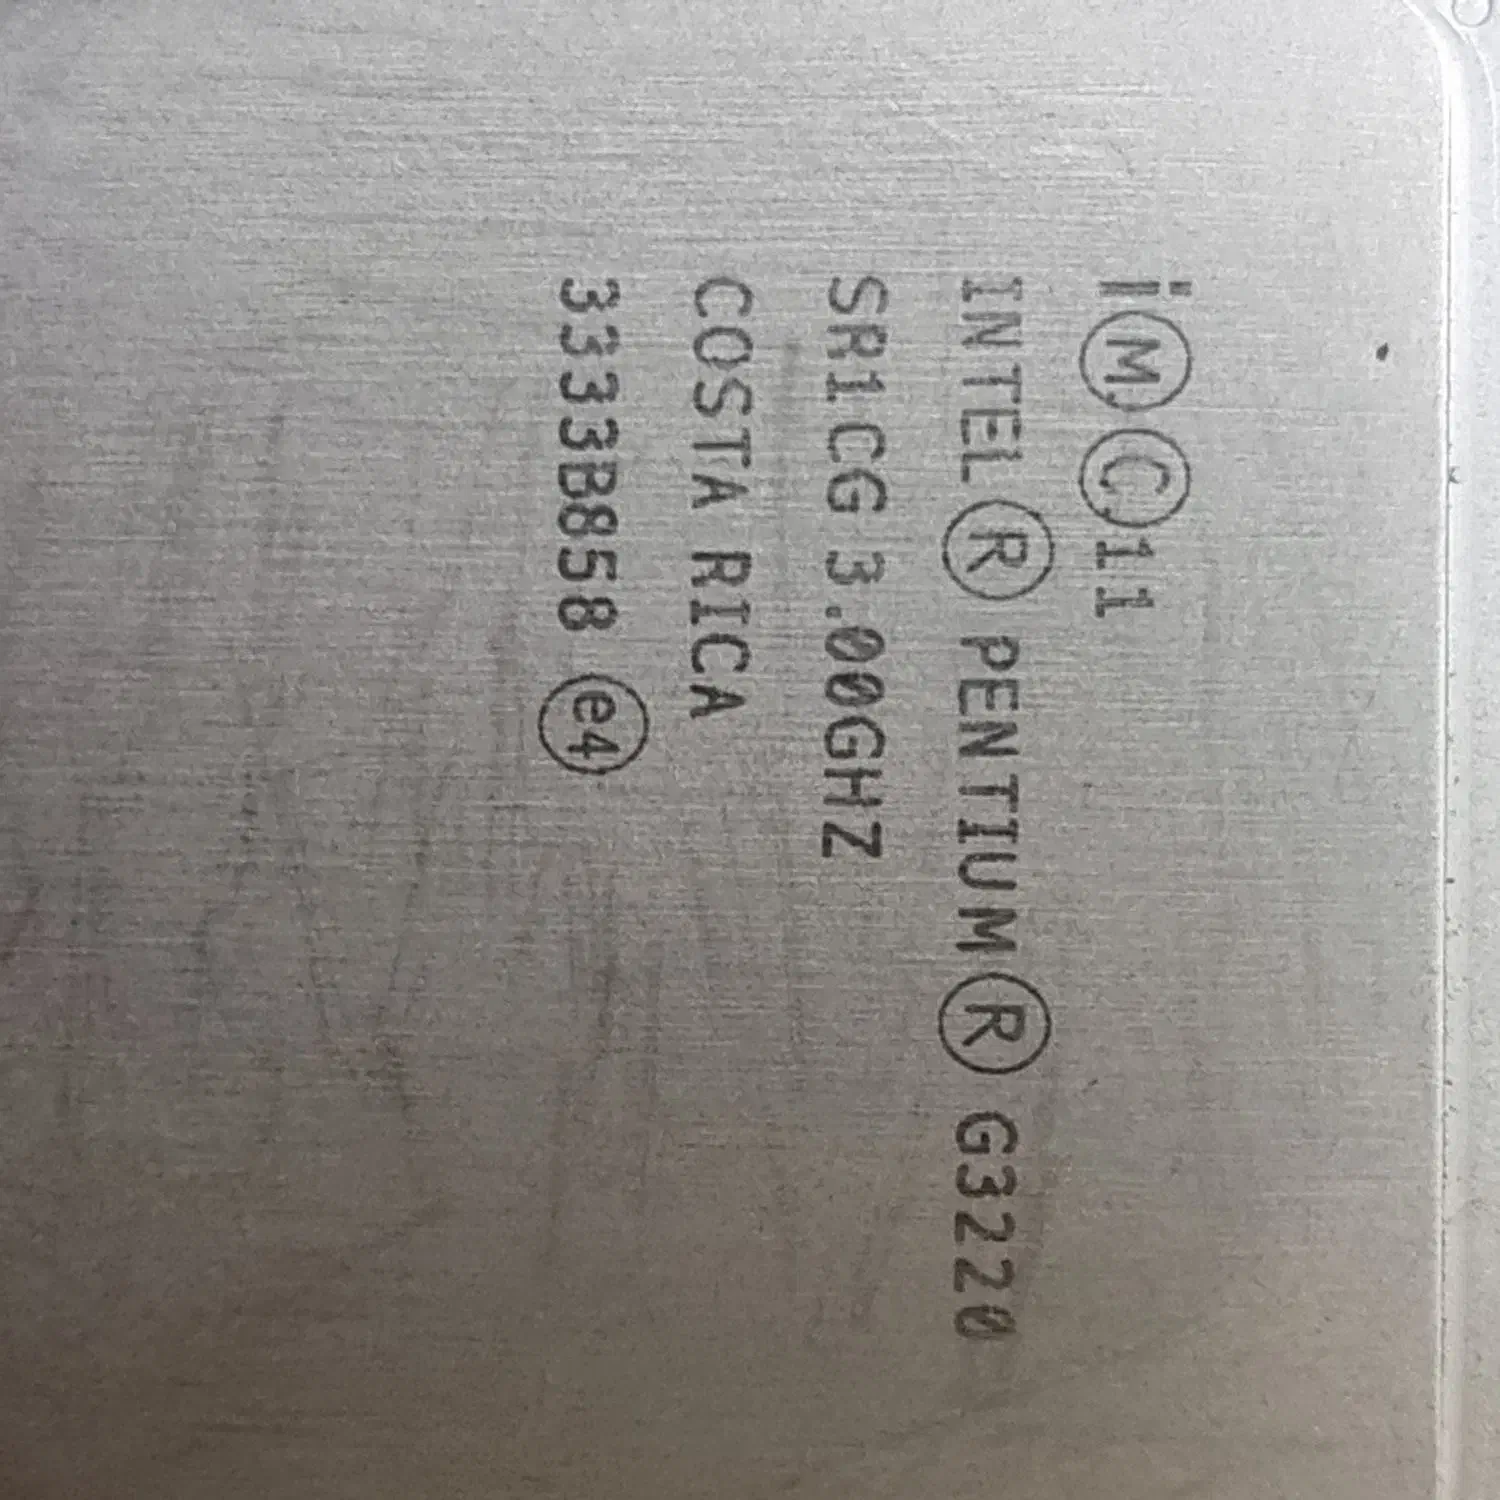 i Ⓜ Ⓒ 11
INTEL® PENTIUM® G3220
SR1CG 3.00GHZ
COSTA RICA
3333B858 (e4)